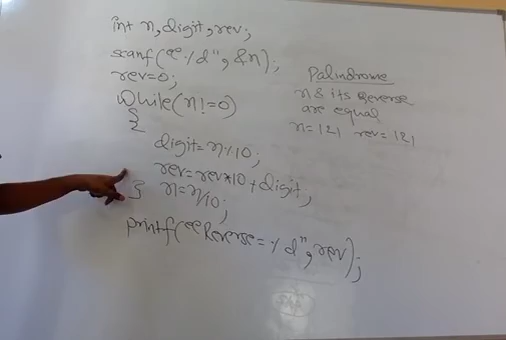 int n, digit, rev;
scanf("%d", &n);
rev=0;
while(n!=0)
{
digit=n%10;
rev=rev*10+digit;
} n=n/10;
printf("Reverse=%d", rev);
Palindrome
n & its Reverse
are equal
n=121 rev=121